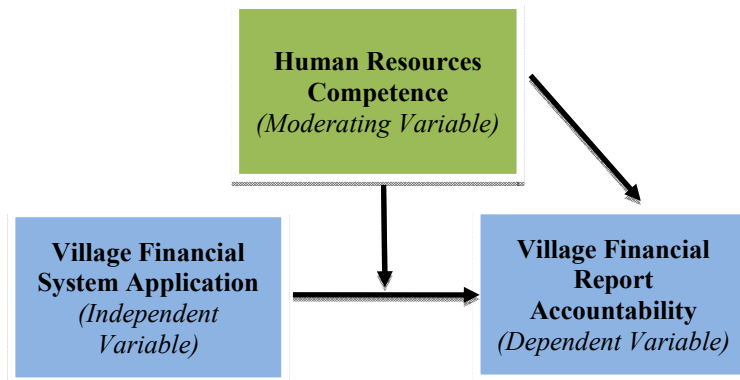 Human Resources
Competence
(Moderating Variable)
Village Financial
System Application
(Independent
Variable)
Village Financial
Report
Accountability
(Dependent Variable)